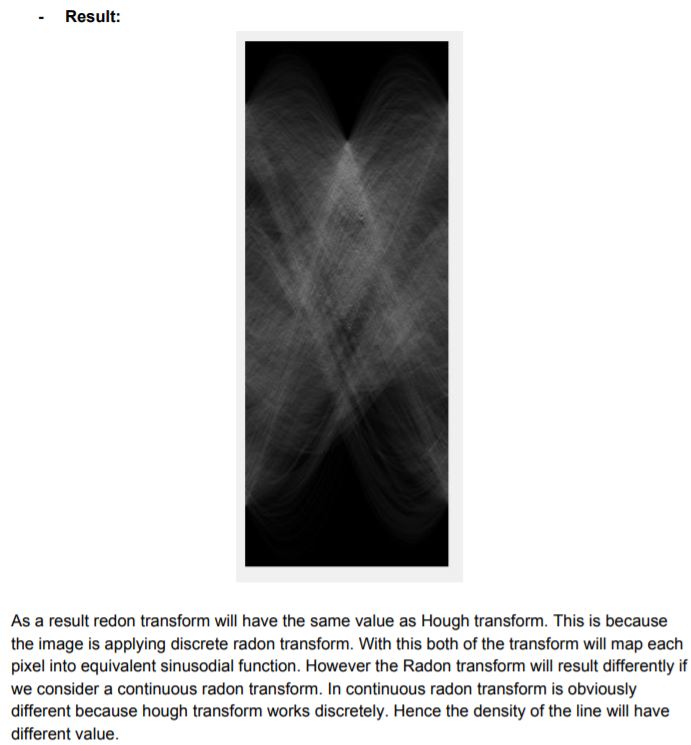 - Result:
As a result redon transform will have the same value as Hough transform. This is because
the image is applying discrete radon transform. With this both of the transform will map each
pixel into equivalent sinusodial function. However the Radon transform will result differently if
we consider a continuous radon transform. In continuous radon transform is obviously
different because hough transform works discretely. Hence the density of the line will have
different value.